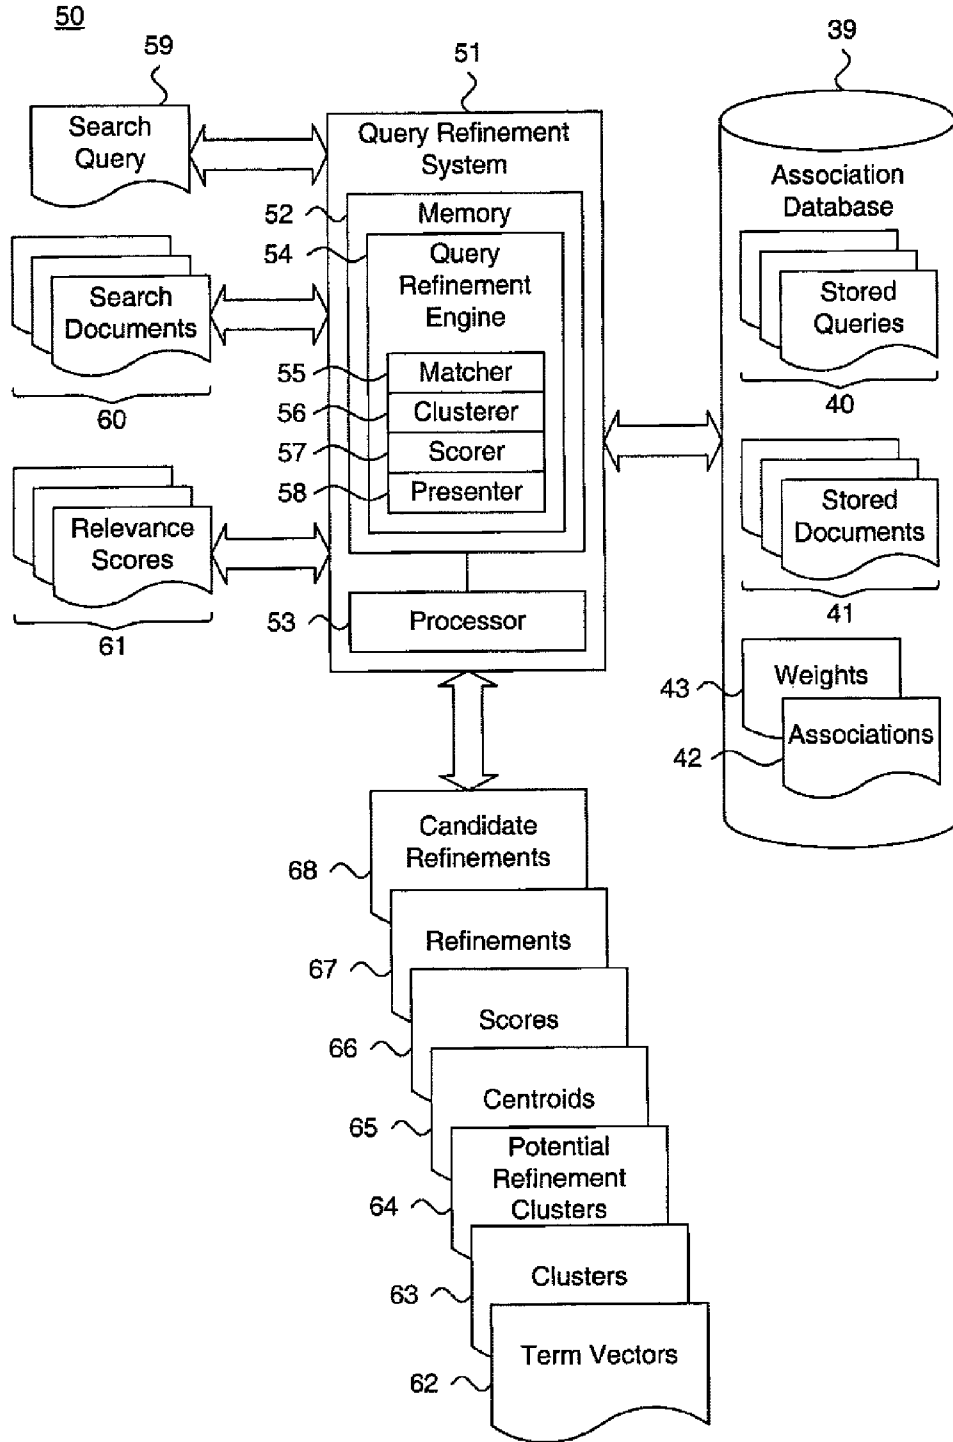 50
59
51
39
Search
Query
Query Refinement
System
Association
Database
52
Memory
54
Query
Refinement
Engine
Search
Documents
Stored
Queries
55
Matcher
56
Clusterer
57
Scorer
58
Presenter
60
40
Relevance
Scores
Stored
Documents
61
53
Processor
41
43
Weights
42
Associations
Candidate
Refinements
68
Refinements
67
Scores
66
Centroids
65
Potential
Refinement
Clusters
64
Clusters
63
Term Vectors
62